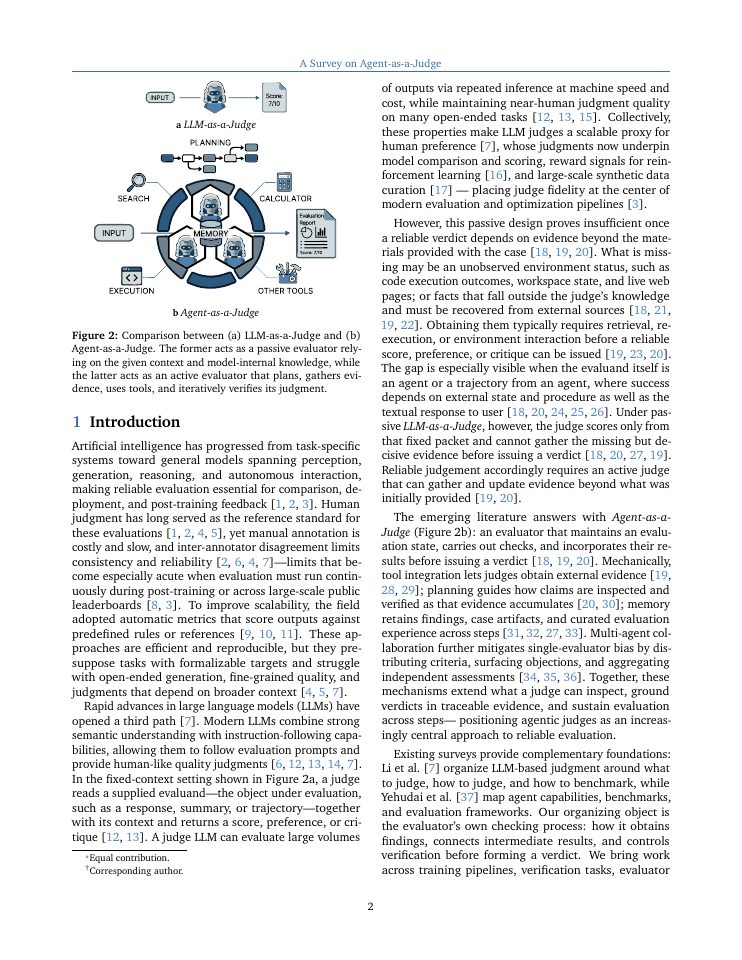 A Survey on Agent-as-a-Judge
INPUT
Score:
7/10
a LLM-as-a-Judge
PLANNING
SEARCH
CALCULATOR
INPUT
MEMORY
Evaluation
Report
Score: 7/10
EXECUTION
OTHER TOOLS
b Agent-as-a-Judge
Figure 2: Comparison between (a) LLM-as-a-Judge and (b)
Agent-as-a-Judge. The former acts as a passive evaluator rely-
ing on the given context and model-internal knowledge, while
the latter acts as an active evaluator that plans, gathers evi-
dence, uses tools, and iteratively verifies its judgment.
1 Introduction
Artificial intelligence has progressed from task-specific
systems toward general models spanning perception,
generation, reasoning, and autonomous interaction,
making reliable evaluation essential for comparison, de-
ployment, and post-training feedback [1, 2, 3]. Human
judgment has long served as the reference standard for
these evaluations [1, 2, 4, 5], yet manual annotation is
costly and slow, and inter-annotator disagreement limits
consistency and reliability [2, 6, 4, 7]—limits that be-
come especially acute when evaluation must run contin-
uously during post-training or across large-scale public
leaderboards [8, 3]. To improve scalability, the field
adopted automatic metrics that score outputs against
predefined rules or references [9, 10, 11]. These ap-
proaches are efficient and reproducible, but they pre-
suppose tasks with formalizable targets and struggle
with open-ended generation, fine-grained quality, and
judgments that depend on broader context [4, 5, 7].
Rapid advances in large language models (LLMs) have
opened a third path [7]. Modern LLMs combine strong
semantic understanding with instruction-following capa-
bilities, allowing them to follow evaluation prompts and
provide human-like quality judgments [6, 12, 13, 14, 7].
In the fixed-context setting shown in Figure 2a, a judge
reads a supplied evaluand—the object under evaluation,
such as a response, summary, or trajectory—together
with its context and returns a score, preference, or cri-
tique [12, 13]. A judge LLM can evaluate large volumes
*Equal contribution.
†Corresponding author.
of outputs via repeated inference at machine speed and
cost, while maintaining near-human judgment quality
on many open-ended tasks [12, 13, 15]. Collectively,
these properties make LLM judges a scalable proxy for
human preference [7], whose judgments now underpin
model comparison and scoring, reward signals for rein-
forcement learning [16], and large-scale synthetic data
curation [17] — placing judge fidelity at the center of
modern evaluation and optimization pipelines [3].
However, this passive design proves insufficient once
a reliable verdict depends on evidence beyond the mate-
rials provided with the case [18, 19, 20]. What is miss-
ing may be an unobserved environment status, such as
code execution outcomes, workspace state, and live web
pages; or facts that fall outside the judge's knowledge
and must be recovered from external sources [18, 21,
19, 22]. Obtaining them typically requires retrieval, re-
execution, or environment interaction before a reliable
score, preference, or critique can be issued [19, 23, 20].
The gap is especially visible when the evaluand itself is
an agent or a trajectory from an agent, where success
depends on external state and procedure as well as the
textual response to user [18, 20, 24, 25, 26]. Under pas-
sive LLM-as-a-Judge, however, the judge scores only from
that fixed packet and cannot gather the missing but de-
cisive evidence before issuing a verdict [18, 20, 27, 19].
Reliable judgement accordingly requires an active judge
that can gather and update evidence beyond what was
initially provided [19, 20].
The emerging literature answers with Agent-as-a-
Judge (Figure 2b): an evaluator that maintains an evalu-
ation state, carries out checks, and incorporates their re-
sults before issuing a verdict [18, 19, 20]. Mechanically,
tool integration lets judges obtain external evidence [19,
28, 29]; planning guides how claims are inspected and
verified as that evidence accumulates [20, 30]; memory
retains findings, case artifacts, and curated evaluation
experience across steps [31, 32, 27, 33]. Multi-agent col-
laboration further mitigates single-evaluator bias by dis-
tributing criteria, surfacing objections, and aggregating
independent assessments [34, 35, 36]. Together, these
mechanisms extend what a judge can inspect, ground
verdicts in traceable evidence, and sustain evaluation
across steps— positioning agentic judges as an increas-
ingly central approach to reliable evaluation.
Existing surveys provide complementary foundations:
Li et al. [7] organize LLM-based judgment around what
to judge, how to judge, and how to benchmark, while
Yehudai et al. [37] map agent capabilities, benchmarks,
and evaluation frameworks. Our organizing object is
the evaluator's own checking process: how it obtains
findings, connects intermediate results, and controls
verification before forming a verdict. We bring work
across training pipelines, verification tasks, evaluator
2